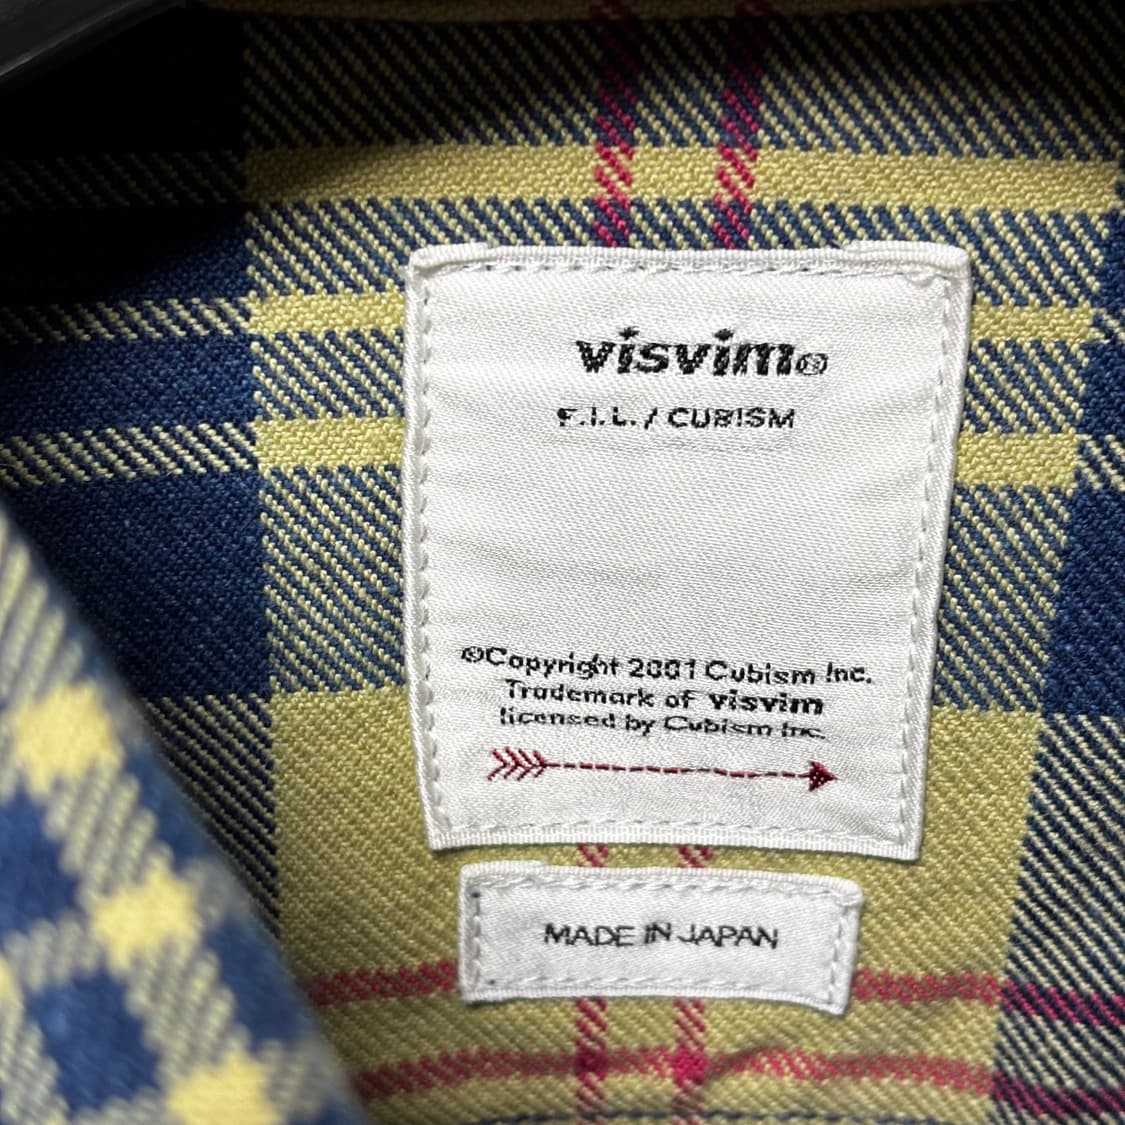 visvim®
F.I.L. / CUBISM
©Copyright 2001 Cubism Inc.
Trademark of visvim
licensed by Cubism Inc.
MADE IN JAPAN